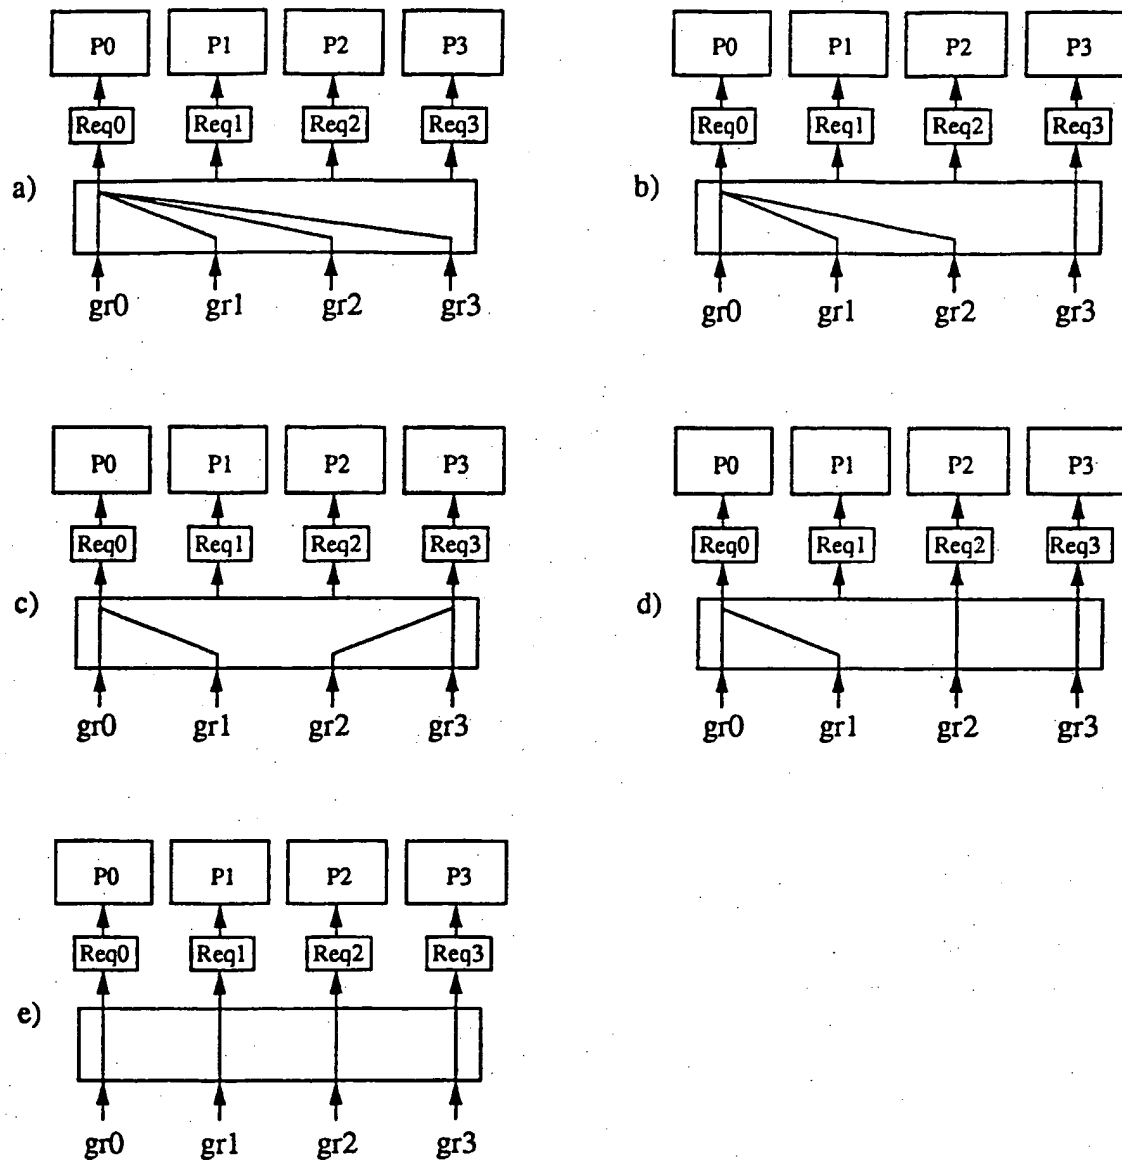 P0 P1 P2 P3
Req0 Req1 Req2 Req3
a)
gr0 gr1 gr2 gr3
P0 P1 P2 P3
Req0 Req1 Req2 Req3
b)
gr0 gr1 gr2 gr3
P0 P1 P2 P3
Req0 Req1 Req2 Req3
c)
gr0 gr1 gr2 gr3
P0 P1 P2 P3
Req0 Req1 Req2 Req3
d)
gr0 gr1 gr2 gr3
P0 P1 P2 P3
Req0 Req1 Req2 Req3
e)
gr0 gr1 gr2 gr3